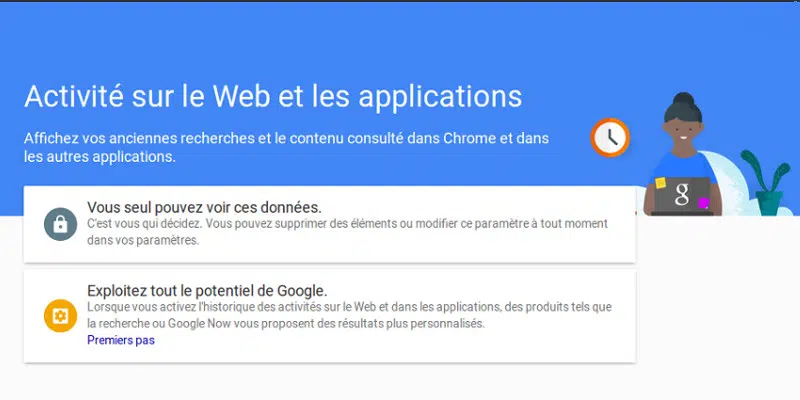 Activité sur le Web et les applications
Affichez vos anciennes recherches et le contenu consulté dans Chrome et dans
les autres applications.
g
Vous seul pouvez voir ces données.
C'est vous qui décidez. Vous pouvez supprimer des éléments ou modifier ce paramètre à tout moment
dans vos paramètres.
Exploitez tout le potentiel de Google.
Lorsque vous activez l'historique des activités sur le Web et dans les applications, des produits tels que
la recherche ou Google Now vous proposent des résultats plus personnalisés.
Premiers pas